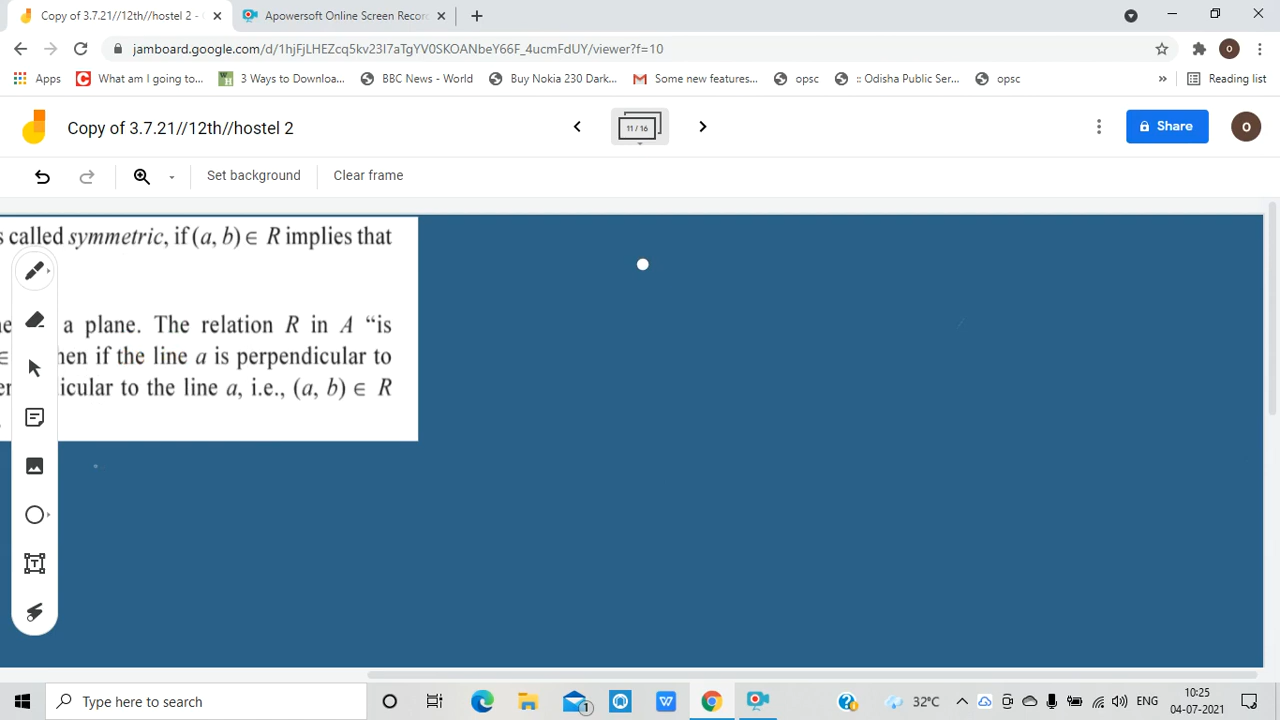 Copy of 3.7.21//12th//hostel 2 -
Apowersoft Online Screen Recor
jamboard.google.com/d/1hjFjLHEZcq5kv23I7aTgYV0SKOANbeY66F_4ucmFdUY/viewer?f=10
O
Apps
What am I going to...
3 Ways to Downloa...
BBC News - World
Buy Nokia 230 Dark...
Some new features...
opsc
:: Odisha Public Ser...
opsc
»
Reading list
Copy of 3.7.21//12th//hostel 2
11 / 16
Share
O
Set background
Clear frame
s called symmetric, if (a, b) ∈ R implies that
a plane. The relation R in A “is
∈ hen if the line a is perpendicular to
icular to the line a, i.e., (a, b) ∈ R
Type here to search
1
32°C
ENG
10:25
04-07-2021